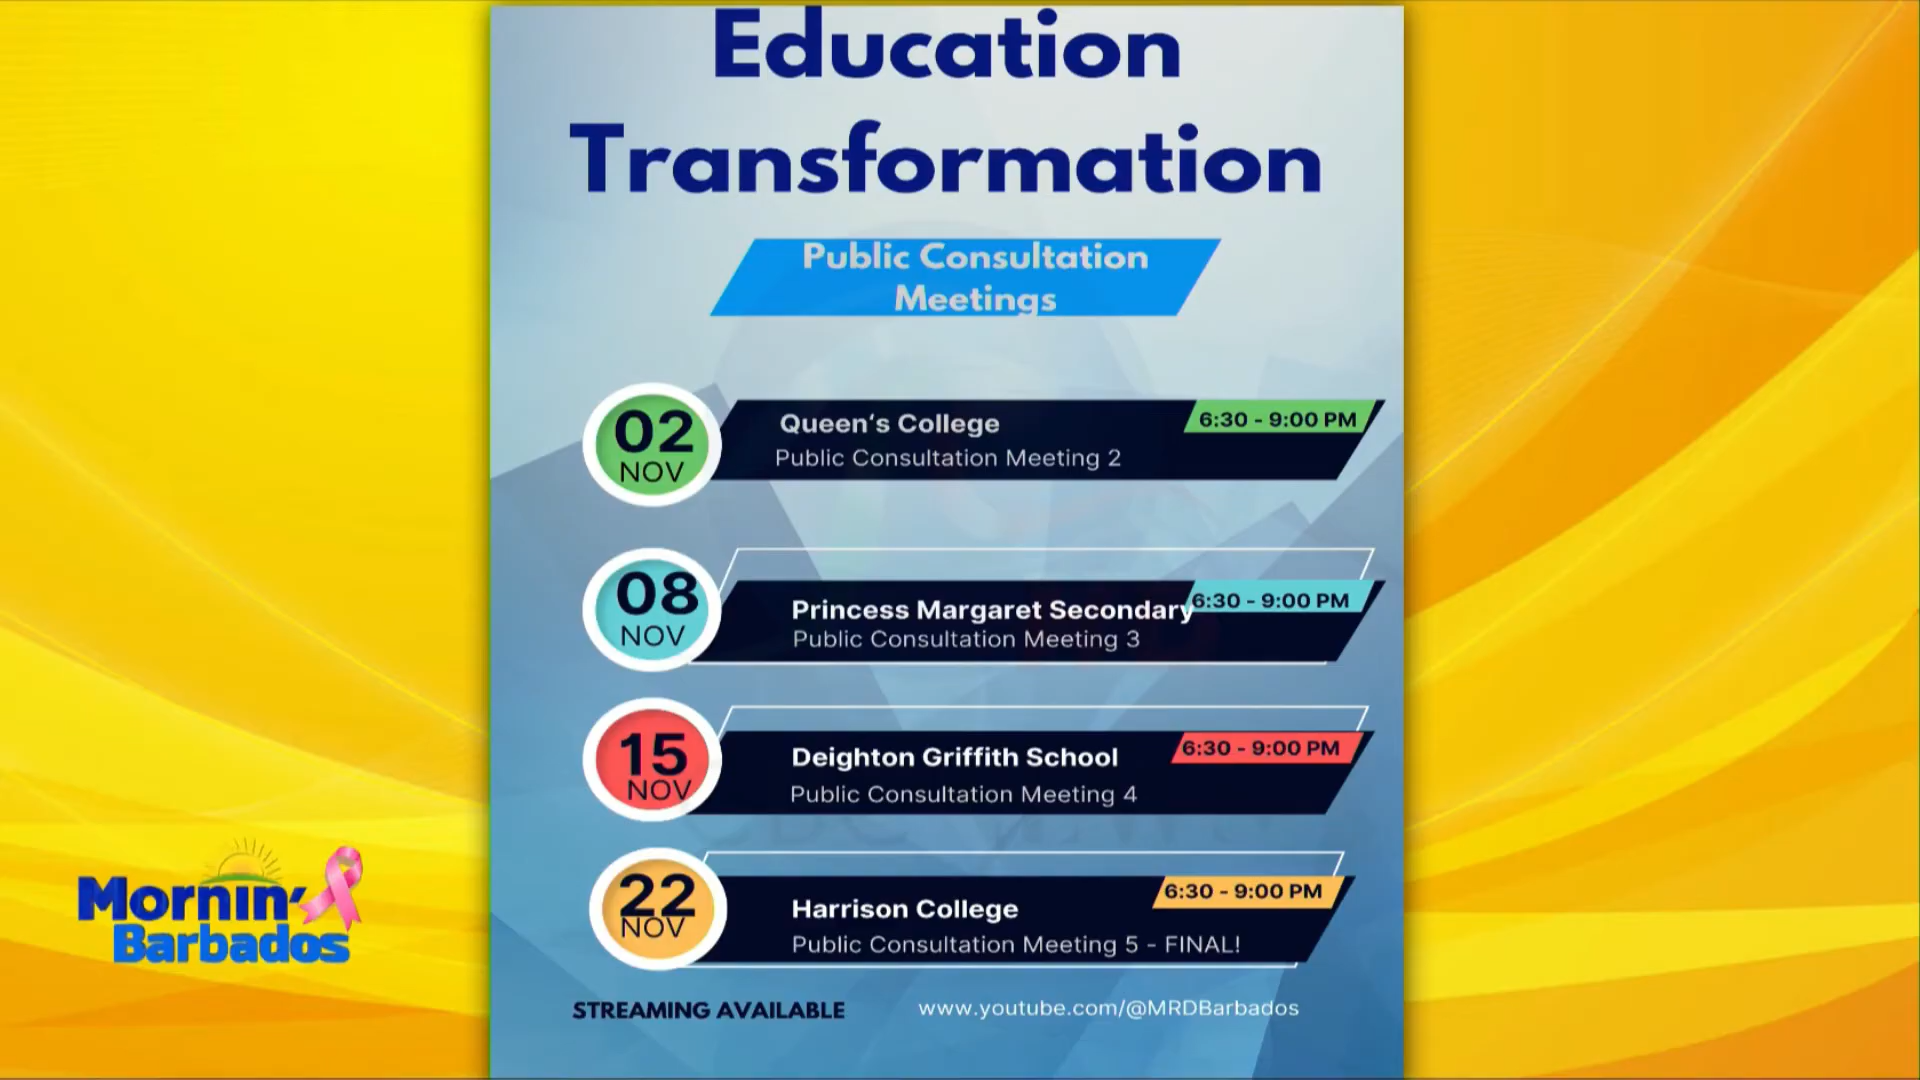 Education
Transformation
Public Consultation
Meetings
02
NOV
Queen's College
Public Consultation Meeting 2
6:30 - 9:00 PM
08
NOV
Princess Margaret Secondary
Public Consultation Meeting 3
6:30 - 9:00 PM
15
NOV
Deighton Griffith School
Public Consultation Meeting 4
6:30 - 9:00 PM
22
NOV
Harrison College
Public Consultation Meeting 5 - FINAL!
6:30 - 9:00 PM
STREAMING AVAILABLE
www.youtube.com/@MRDBarbados
Mornin'
Barbados